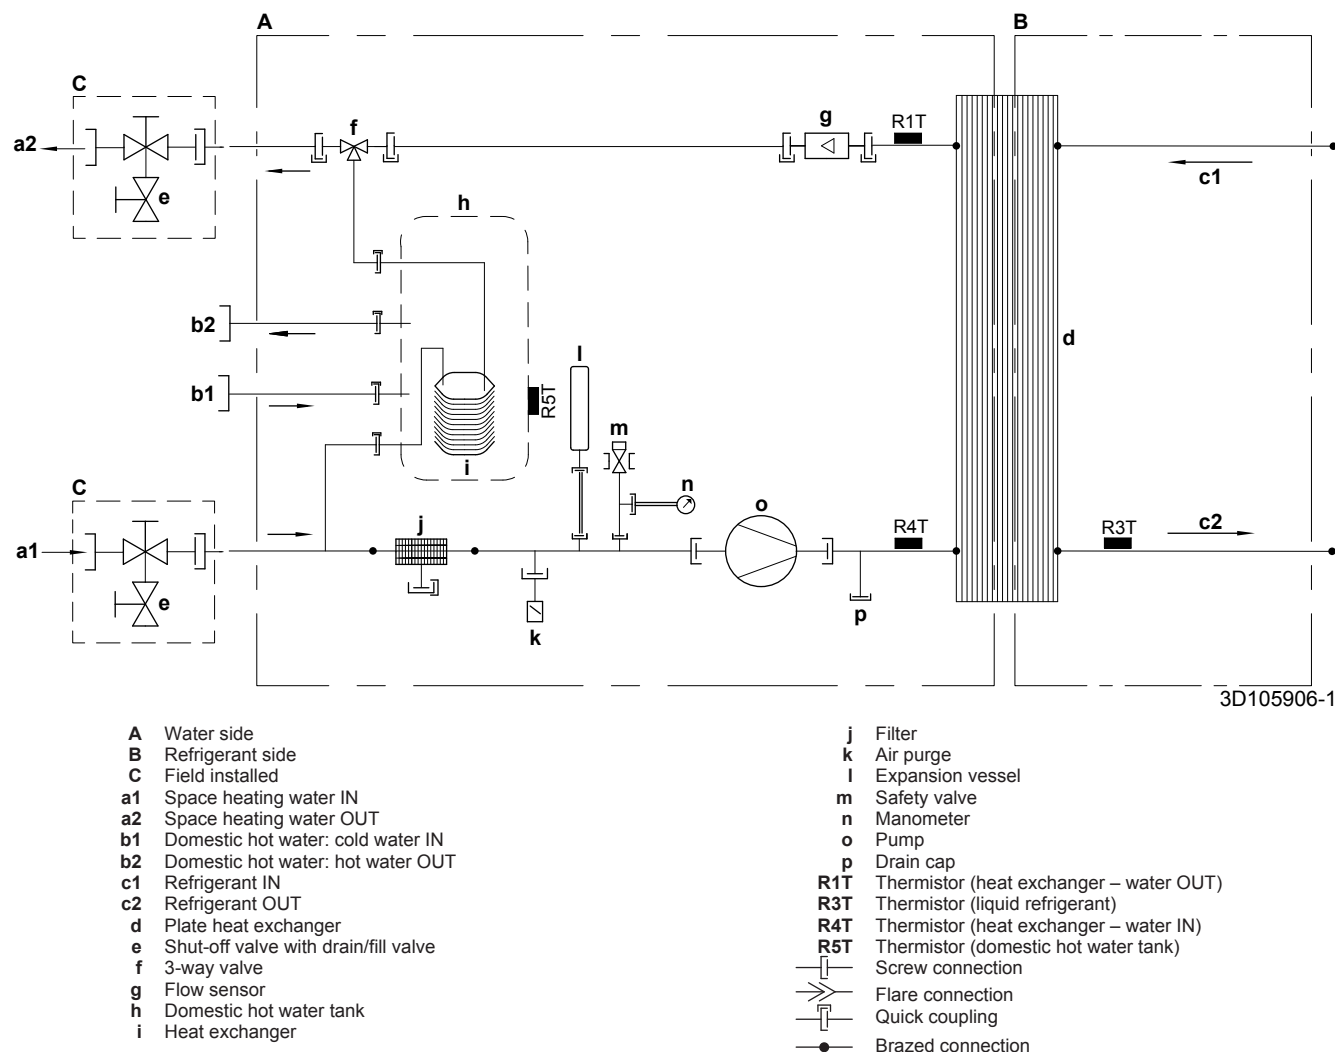 A
B
C
a2
e
f
g
R1T
c1
h
b2
b1
i
R5T
l
m
n
d
C
a1
e
j
k
o
p
R4T
R3T
c2
3D105906-1
A Water side
B Refrigerant side
C Field installed
a1 Space heating water IN
a2 Space heating water OUT
b1 Domestic hot water: cold water IN
b2 Domestic hot water: hot water OUT
c1 Refrigerant IN
c2 Refrigerant OUT
d Plate heat exchanger
e Shut-off valve with drain/fill valve
f 3-way valve
g Flow sensor
h Domestic hot water tank
i Heat exchanger
j Filter
k Air purge
l Expansion vessel
m Safety valve
n Manometer
o Pump
p Drain cap
R1T Thermistor (heat exchanger – water OUT)
R3T Thermistor (liquid refrigerant)
R4T Thermistor (heat exchanger – water IN)
R5T Thermistor (domestic hot water tank)
Screw connection
Flare connection
Quick coupling
Brazed connection